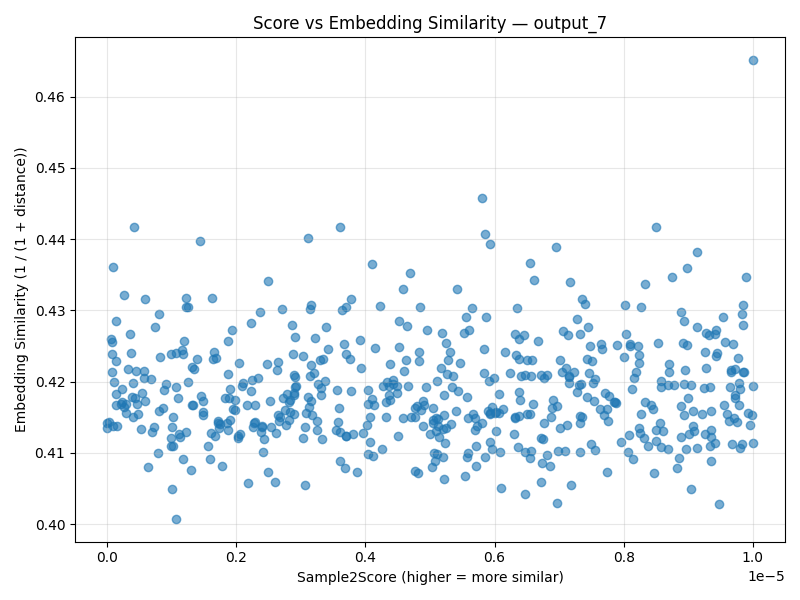 Score vs Embedding Similarity — output_7
Embedding Similarity (1 / (1 + distance))
0.46
0.45
0.44
0.43
0.42
0.41
0.40
0.0 0.2 0.4 0.6 0.8 1.0
1e−5
Sample2Score (higher = more similar)